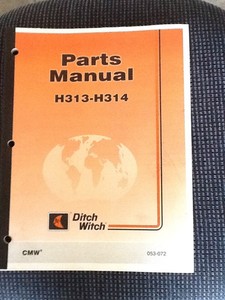 Parts
Manual
H313-H314
Ditch
Witch®
CMW®
053-072